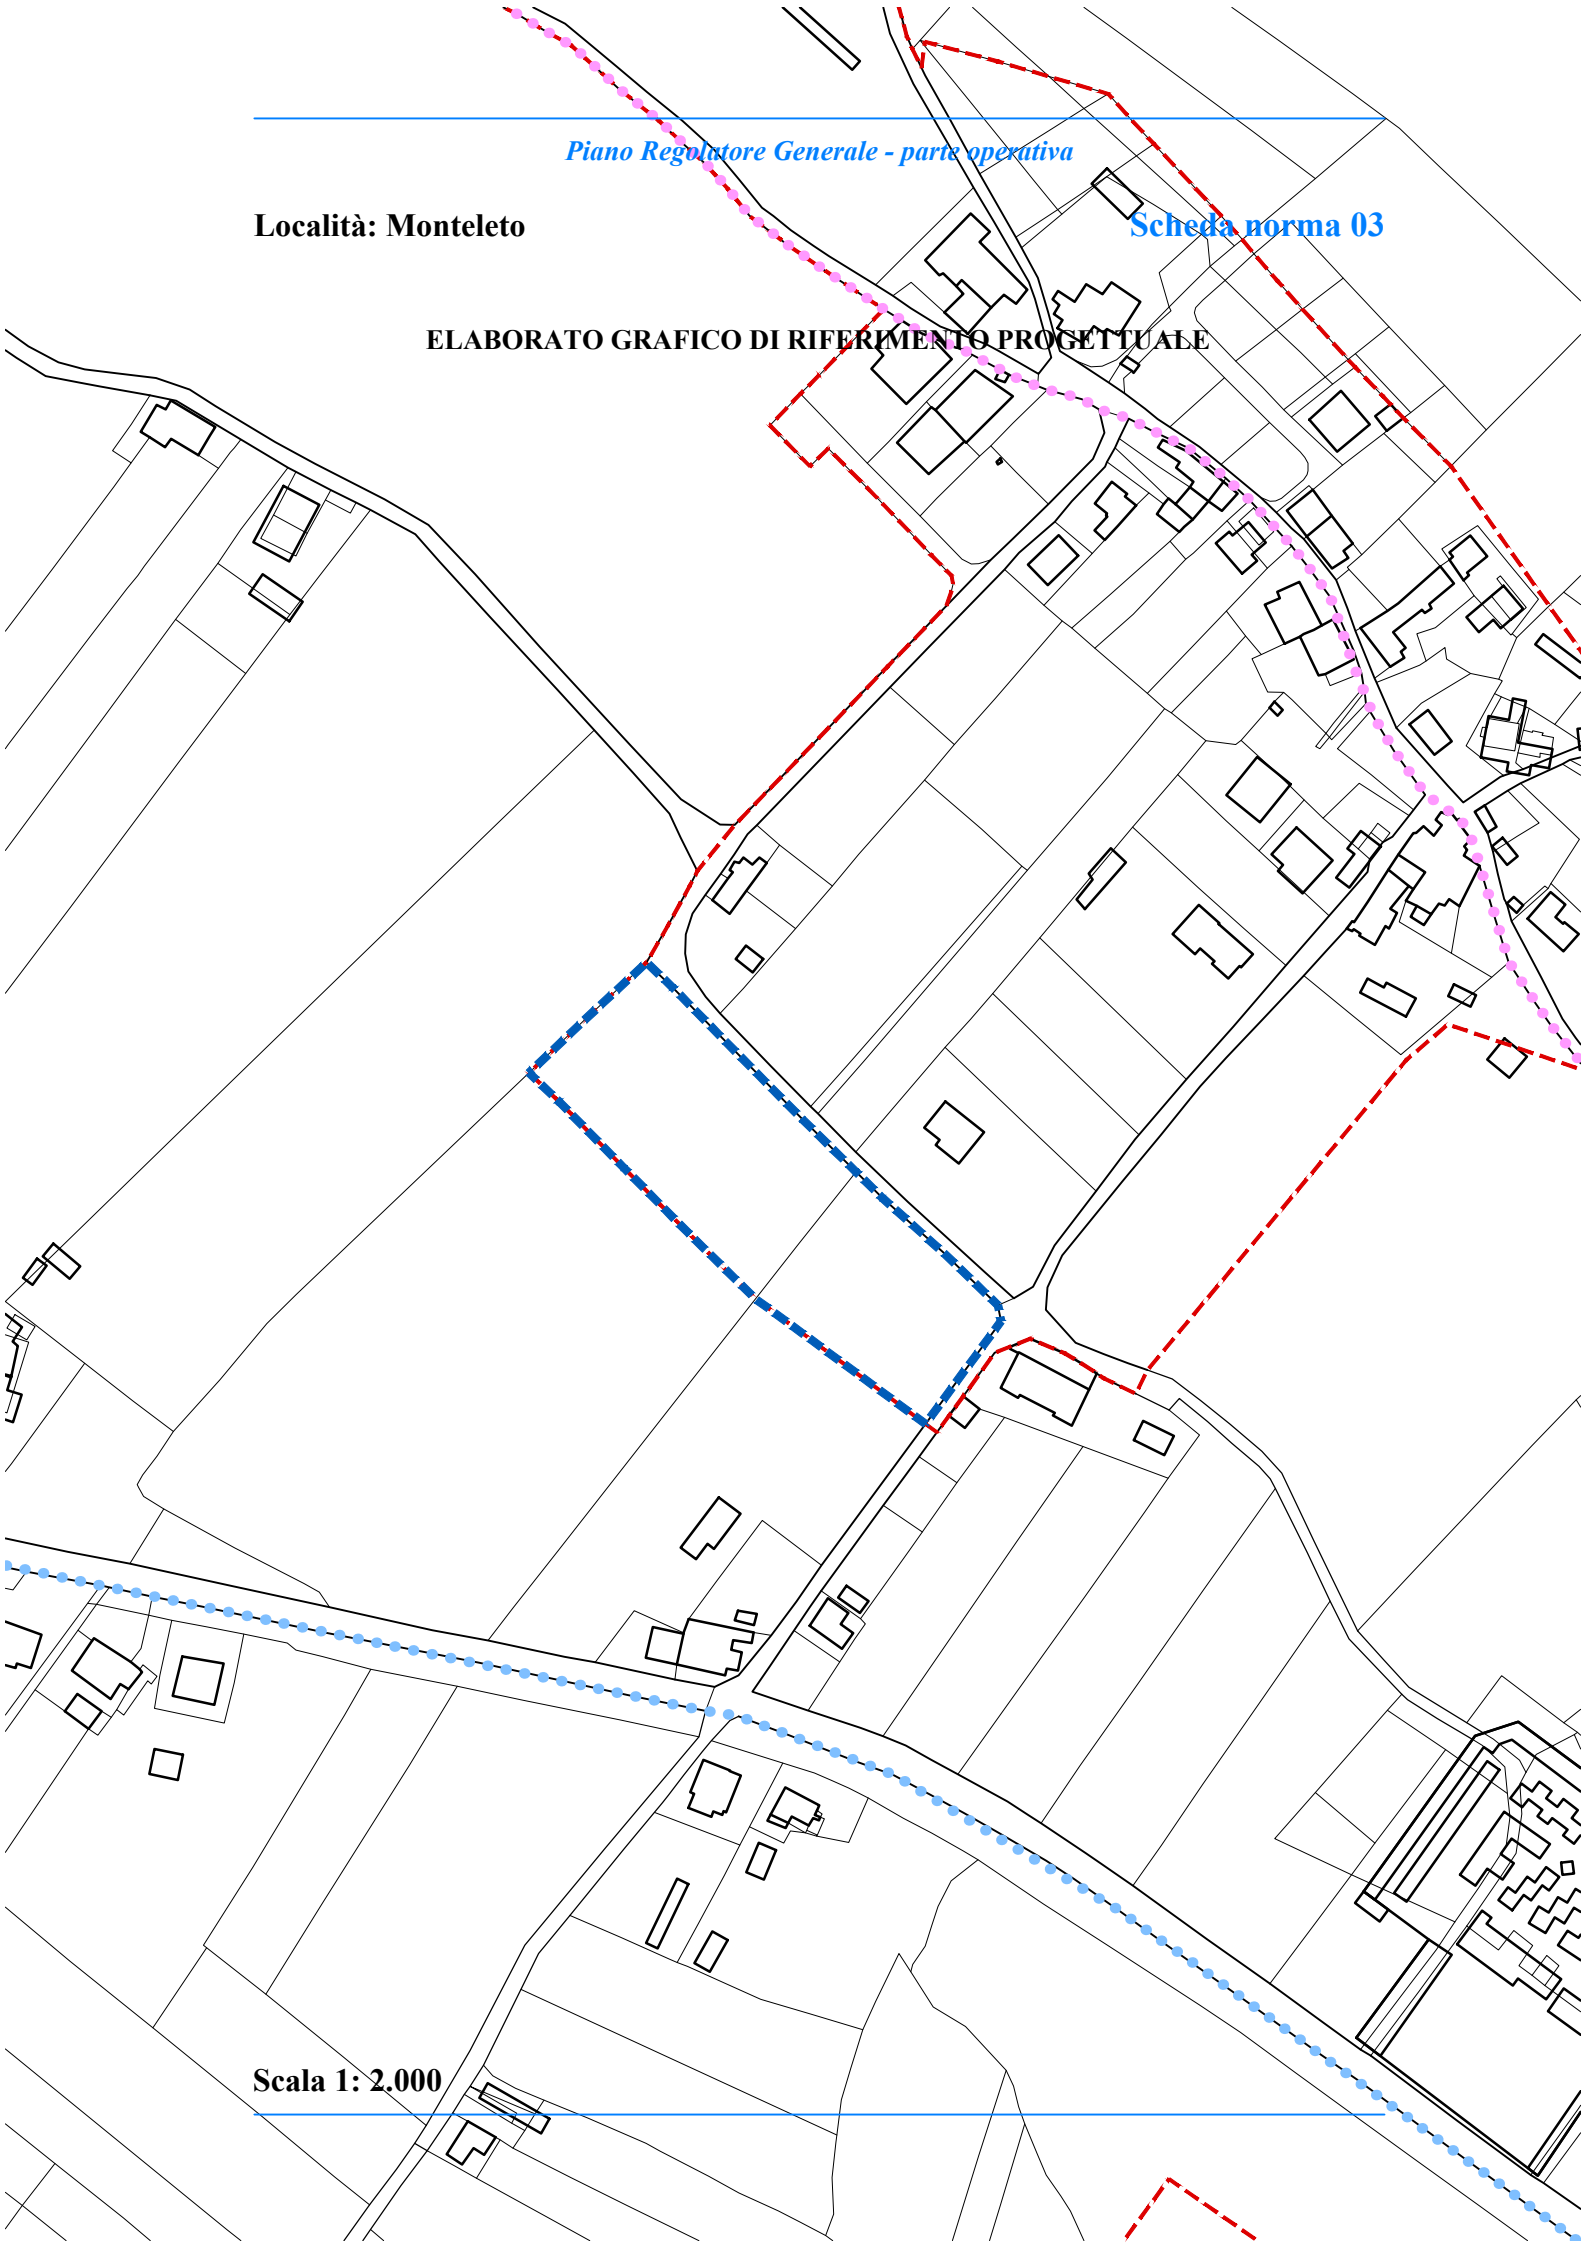 Piano Regolatore Generale - parte operativa
Località: Monteleto
Scheda norma 03
ELABORATO GRAFICO DI RIFERIMENTO PROGETTUALE
Scala 1: 2.000